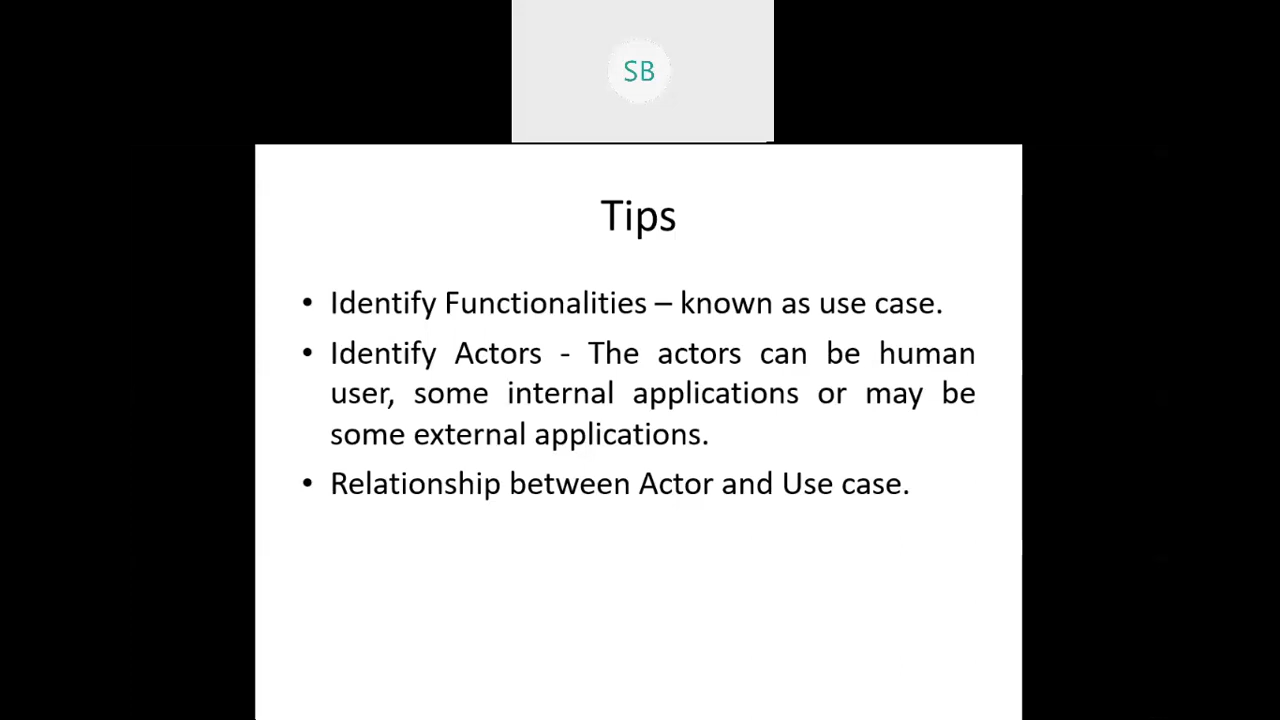 SB
Tips
• Identify Functionalities – known as use case.
• Identify Actors - The actors can be human
user, some internal applications or may be
some external applications.
• Relationship between Actor and Use case.